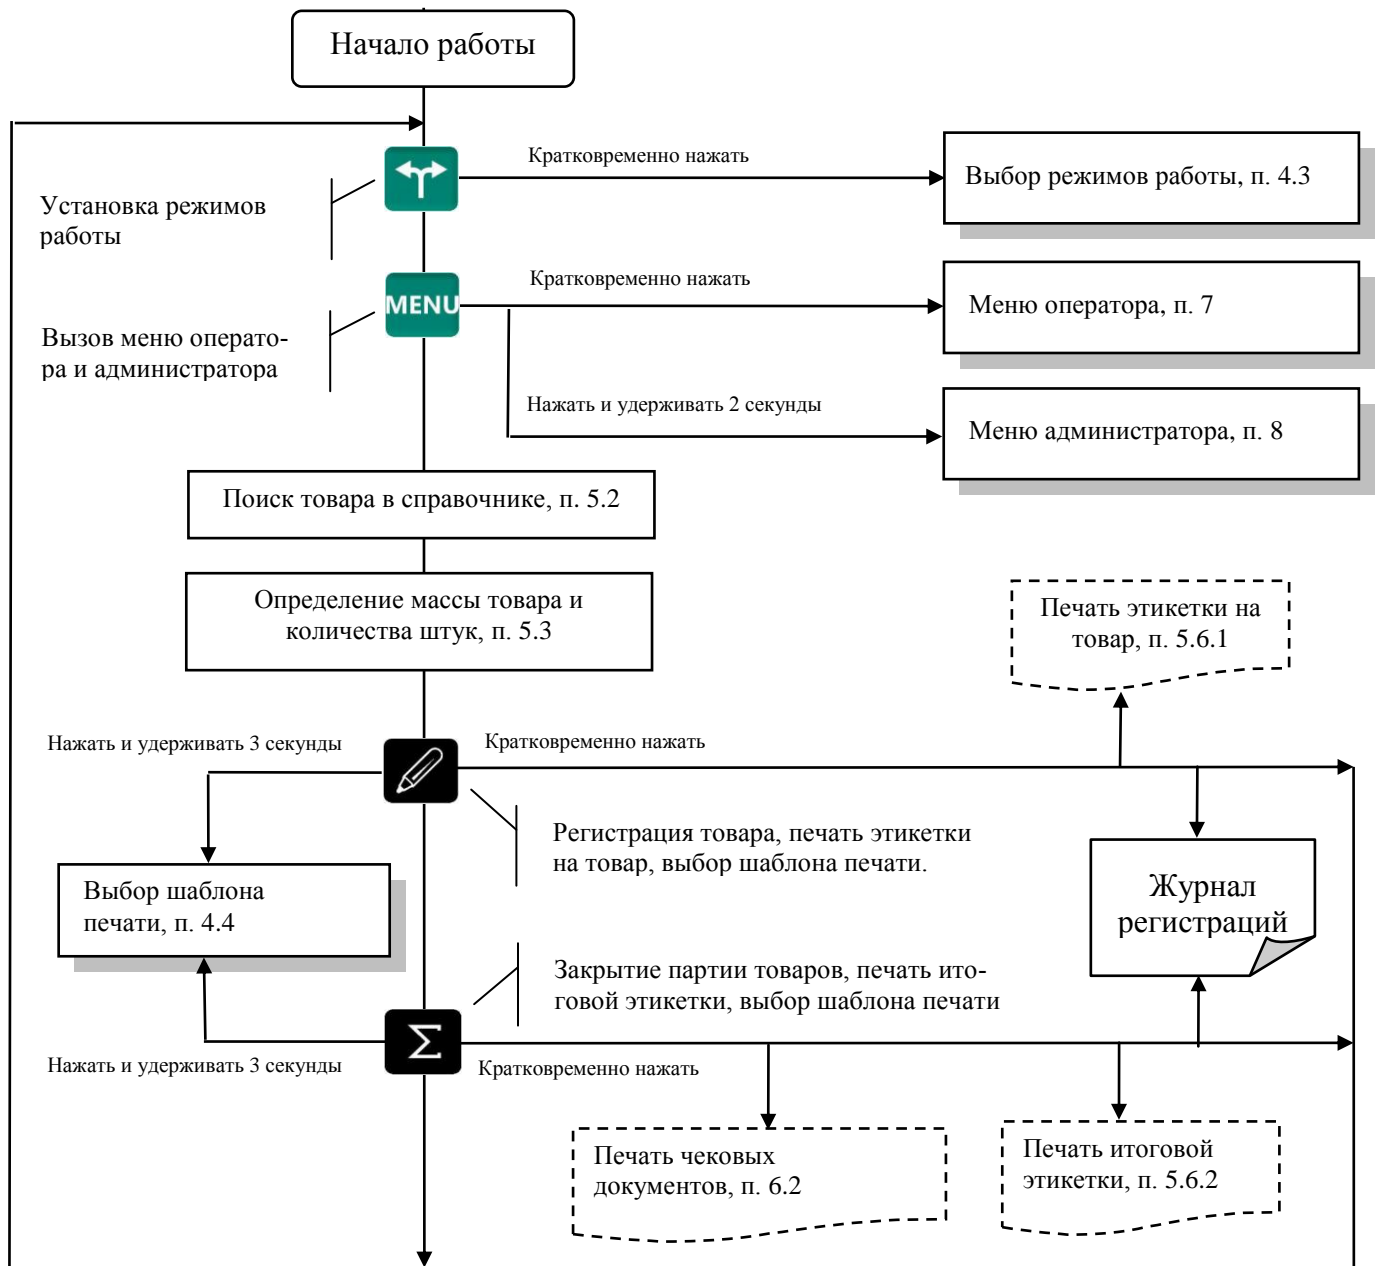 Начало работы
Кратковременно нажать
Выбор режимов работы, п. 4.3
Установка режимов
работы
Кратковременно нажать
MENU
Меню оператора, п. 7
Вызов меню операто-
ра и администратора
Нажать и удерживать 2 секунды
Меню администратора, п. 8
Поиск товара в справочнике, п. 5.2
Определение массы товара и
количества штук, п. 5.3
Печать этикетки на
товар, п. 5.6.1
Нажать и удерживать 3 секунды
Кратковременно нажать
Регистрация товара, печать этикетки
на товар, выбор шаблона печати.
Выбор шаблона
печати, п. 4.4
Журнал
регистраций
Закрытие партии товаров, печать ито-
говой этикетки, выбор шаблона печати
Σ
Нажать и удерживать 3 секунды
Кратковременно нажать
Печать чековых
документов, п. 6.2
Печать итоговой
этикетки, п. 5.6.2